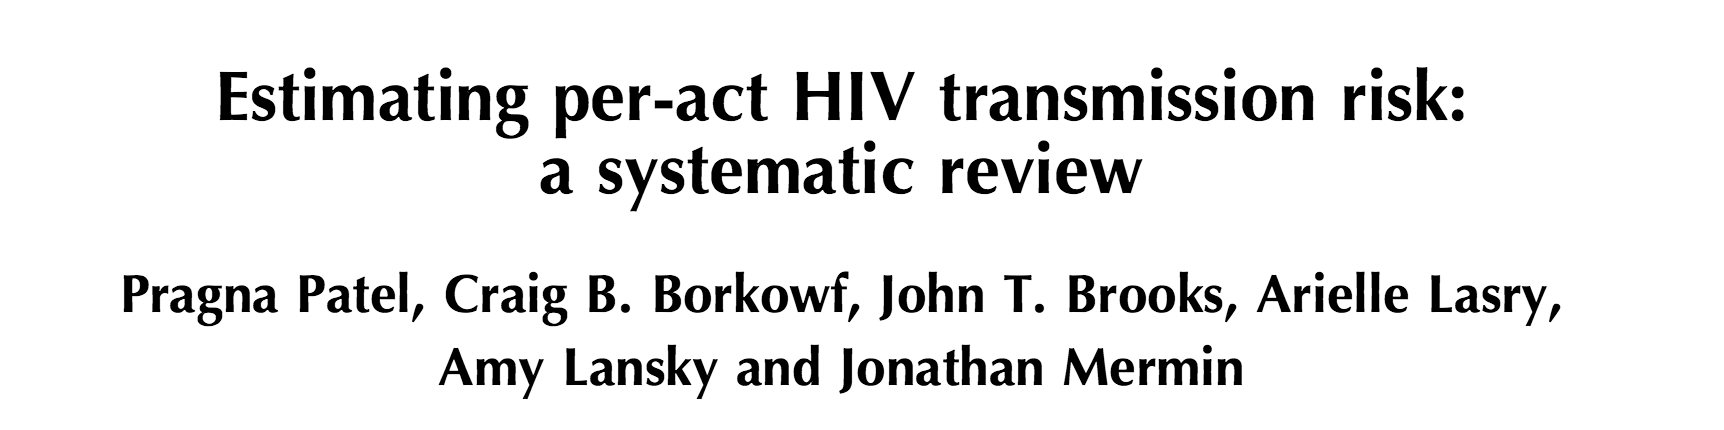 Estimating per-act HIV transmission risk:
a systematic review
Pragna Patel, Craig B. Borkowf, John T. Brooks, Arielle Lasry,
Amy Lansky and Jonathan Mermin